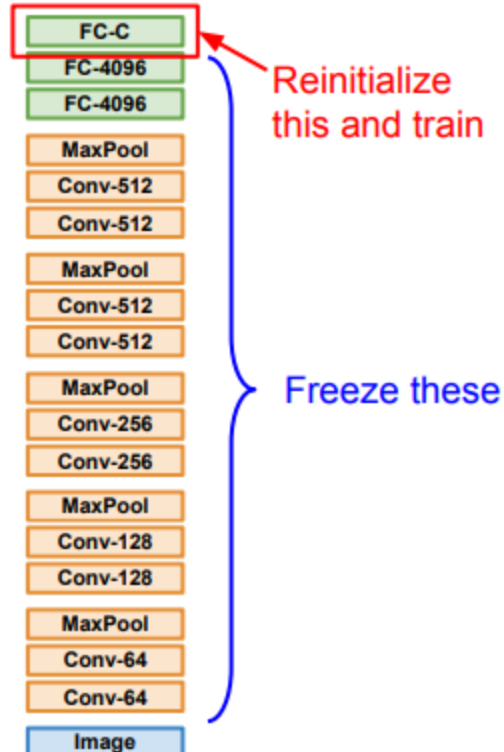 FC-C
FC-4096
FC-4096
MaxPool
Conv-512
Conv-512
MaxPool
Conv-512
Conv-512
MaxPool
Conv-256
Conv-256
MaxPool
Conv-128
Conv-128
MaxPool
Conv-64
Conv-64
Image
Reinitialize
this and train
Freeze these